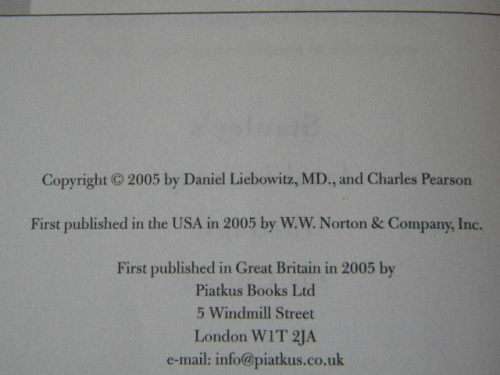 Copyright © 2005 by Daniel Liebowitz, MD., and Charles Pearson
First published in the USA in 2005 by W.W. Norton & Company, Inc.
First published in Great Britain in 2005 by
Piatkus Books Ltd
5 Windmill Street
London W1T 2JA
e-mail: info@piatkus.co.uk